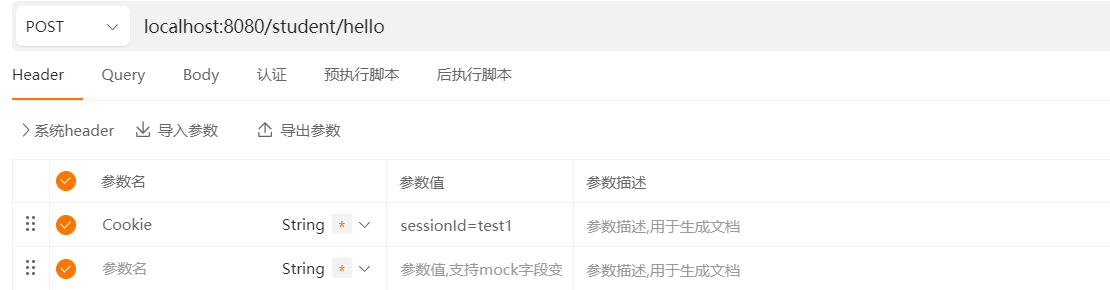 POST localhost:8080/student/hello
Header Query Body 认证 预执行脚本 后执行脚本
系统header 导入参数 导出参数
参数名 参数值 参数描述
Cookie String * sessionId=test1 参数描述,用于生成文档
参数名 String * 参数值,支持mock字段变 参数描述,用于生成文档